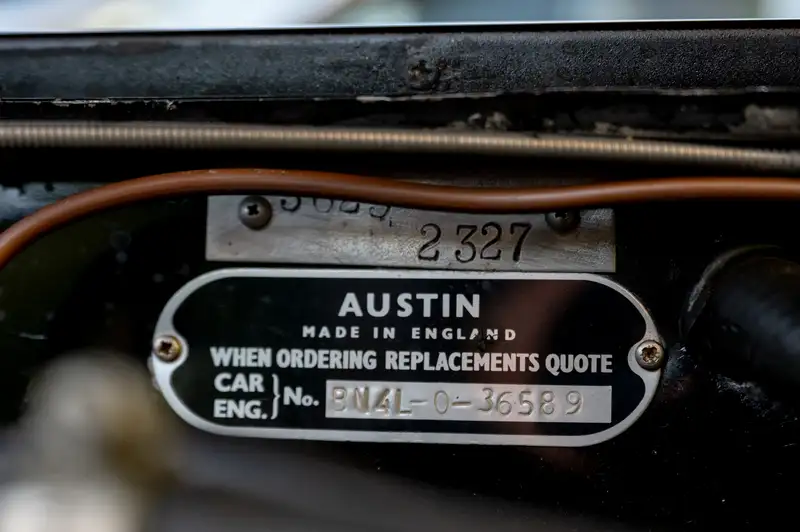 2327
AUSTIN
MADE IN ENGLAND
WHEN ORDERING REPLACEMENTS QUOTE
CAR
ENG. } No. BN4L-O-36589